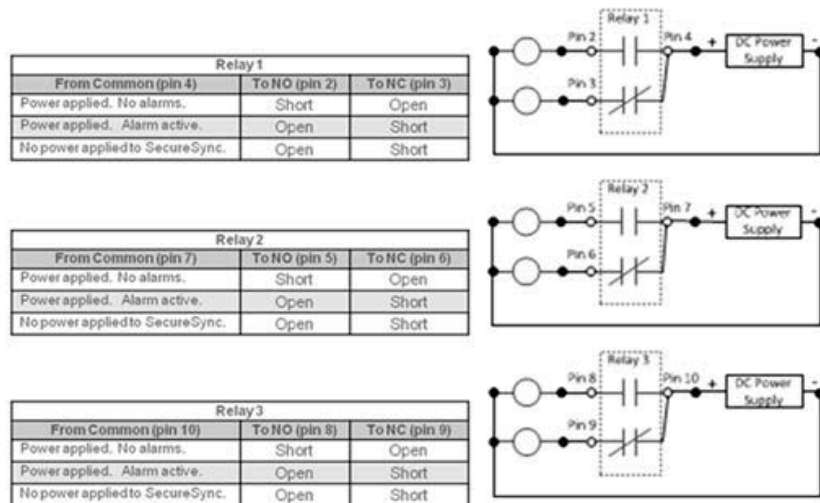 Relay 1
From Common (pin 4) To NO (pin 2) To NC (pin 3)
Power applied. No alarms. Short Open
Power applied. Alarm active. Open Short
No power applied to SecureSync. Open Short
Relay 1
Pin 2 Pin 4 + DC Power Supply -
Pin 3
Relay 2
From Common (pin 7) To NO (pin 5) To NC (pin 6)
Power applied. No alarms. Short Open
Power applied. Alarm active. Open Short
No power applied to SecureSync. Open Short
Relay 2
Pin 5 Pin 7 + DC Power Supply -
Pin 6
Relay 3
From Common (pin 10) To NO (pin 8) To NC (pin 9)
Power applied. No alarms. Short Open
Power applied. Alarm active. Open Short
No power applied to SecureSync. Open Short
Relay 3
Pin 8 Pin 10 + DC Power Supply -
Pin 9